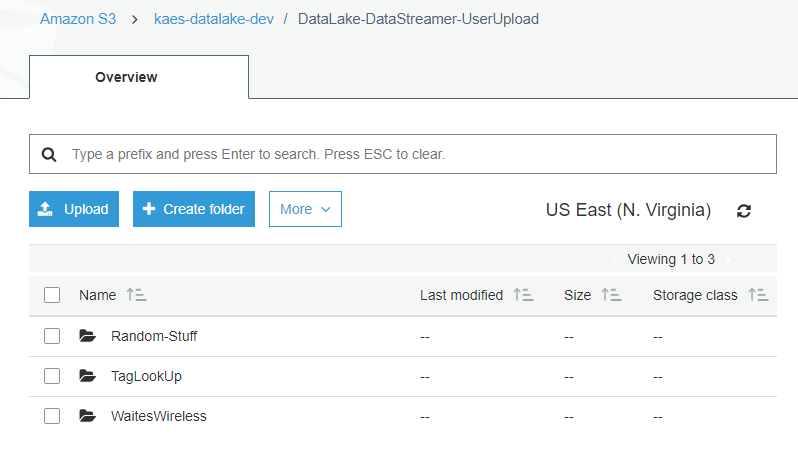 Amazon S3 > kaes-datalake-dev / DataLake-DataStreamer-UserUpload
Overview
Type a prefix and press Enter to search. Press ESC to clear.
Upload + Create folder More US East (N. Virginia)
Viewing 1 to 3
Name Last modified Size Storage class
Random-Stuff -- -- --
TagLookUp -- -- --
WaitesWireless -- -- --